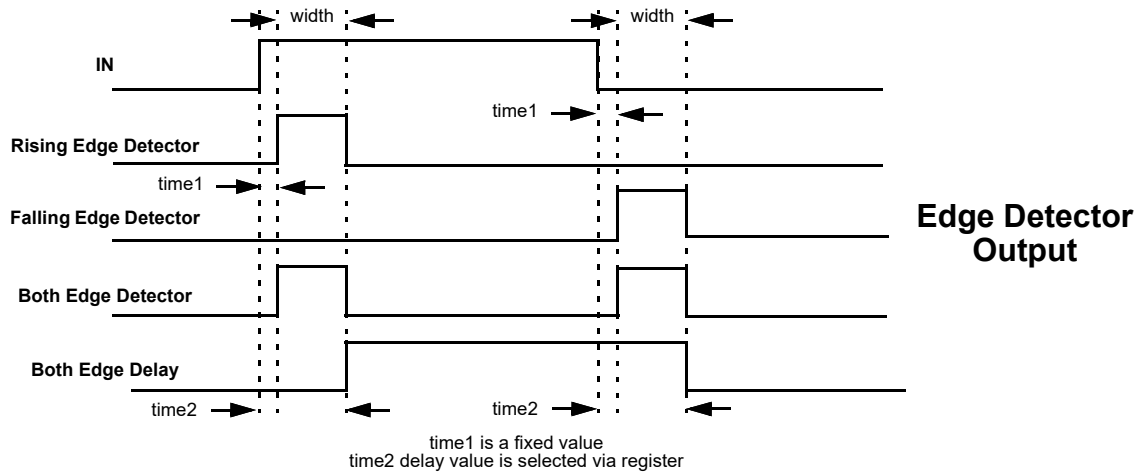 width
width
IN
time1
Rising Edge Detector
time1
Falling Edge Detector
Edge Detector
Output
Both Edge Detector
Both Edge Delay
time2
time2
time1 is a fixed value
time2 delay value is selected via register